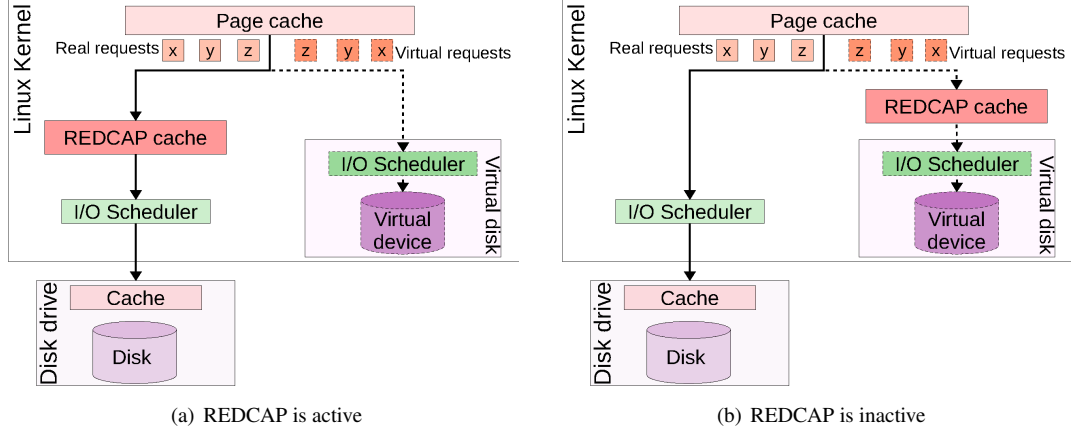 Linux Kernel
Page cache
Real requests x y z z y x Virtual requests
REDCAP cache
I/O Scheduler
Virtual disk
I/O Scheduler
Virtual
device
Disk drive
Cache
Disk
(a) REDCAP is active
Linux Kernel
Page cache
Real requests x y z z y x Virtual requests
REDCAP cache
I/O Scheduler
Virtual disk
I/O Scheduler
Virtual
device
Disk drive
Cache
Disk
(b) REDCAP is inactive